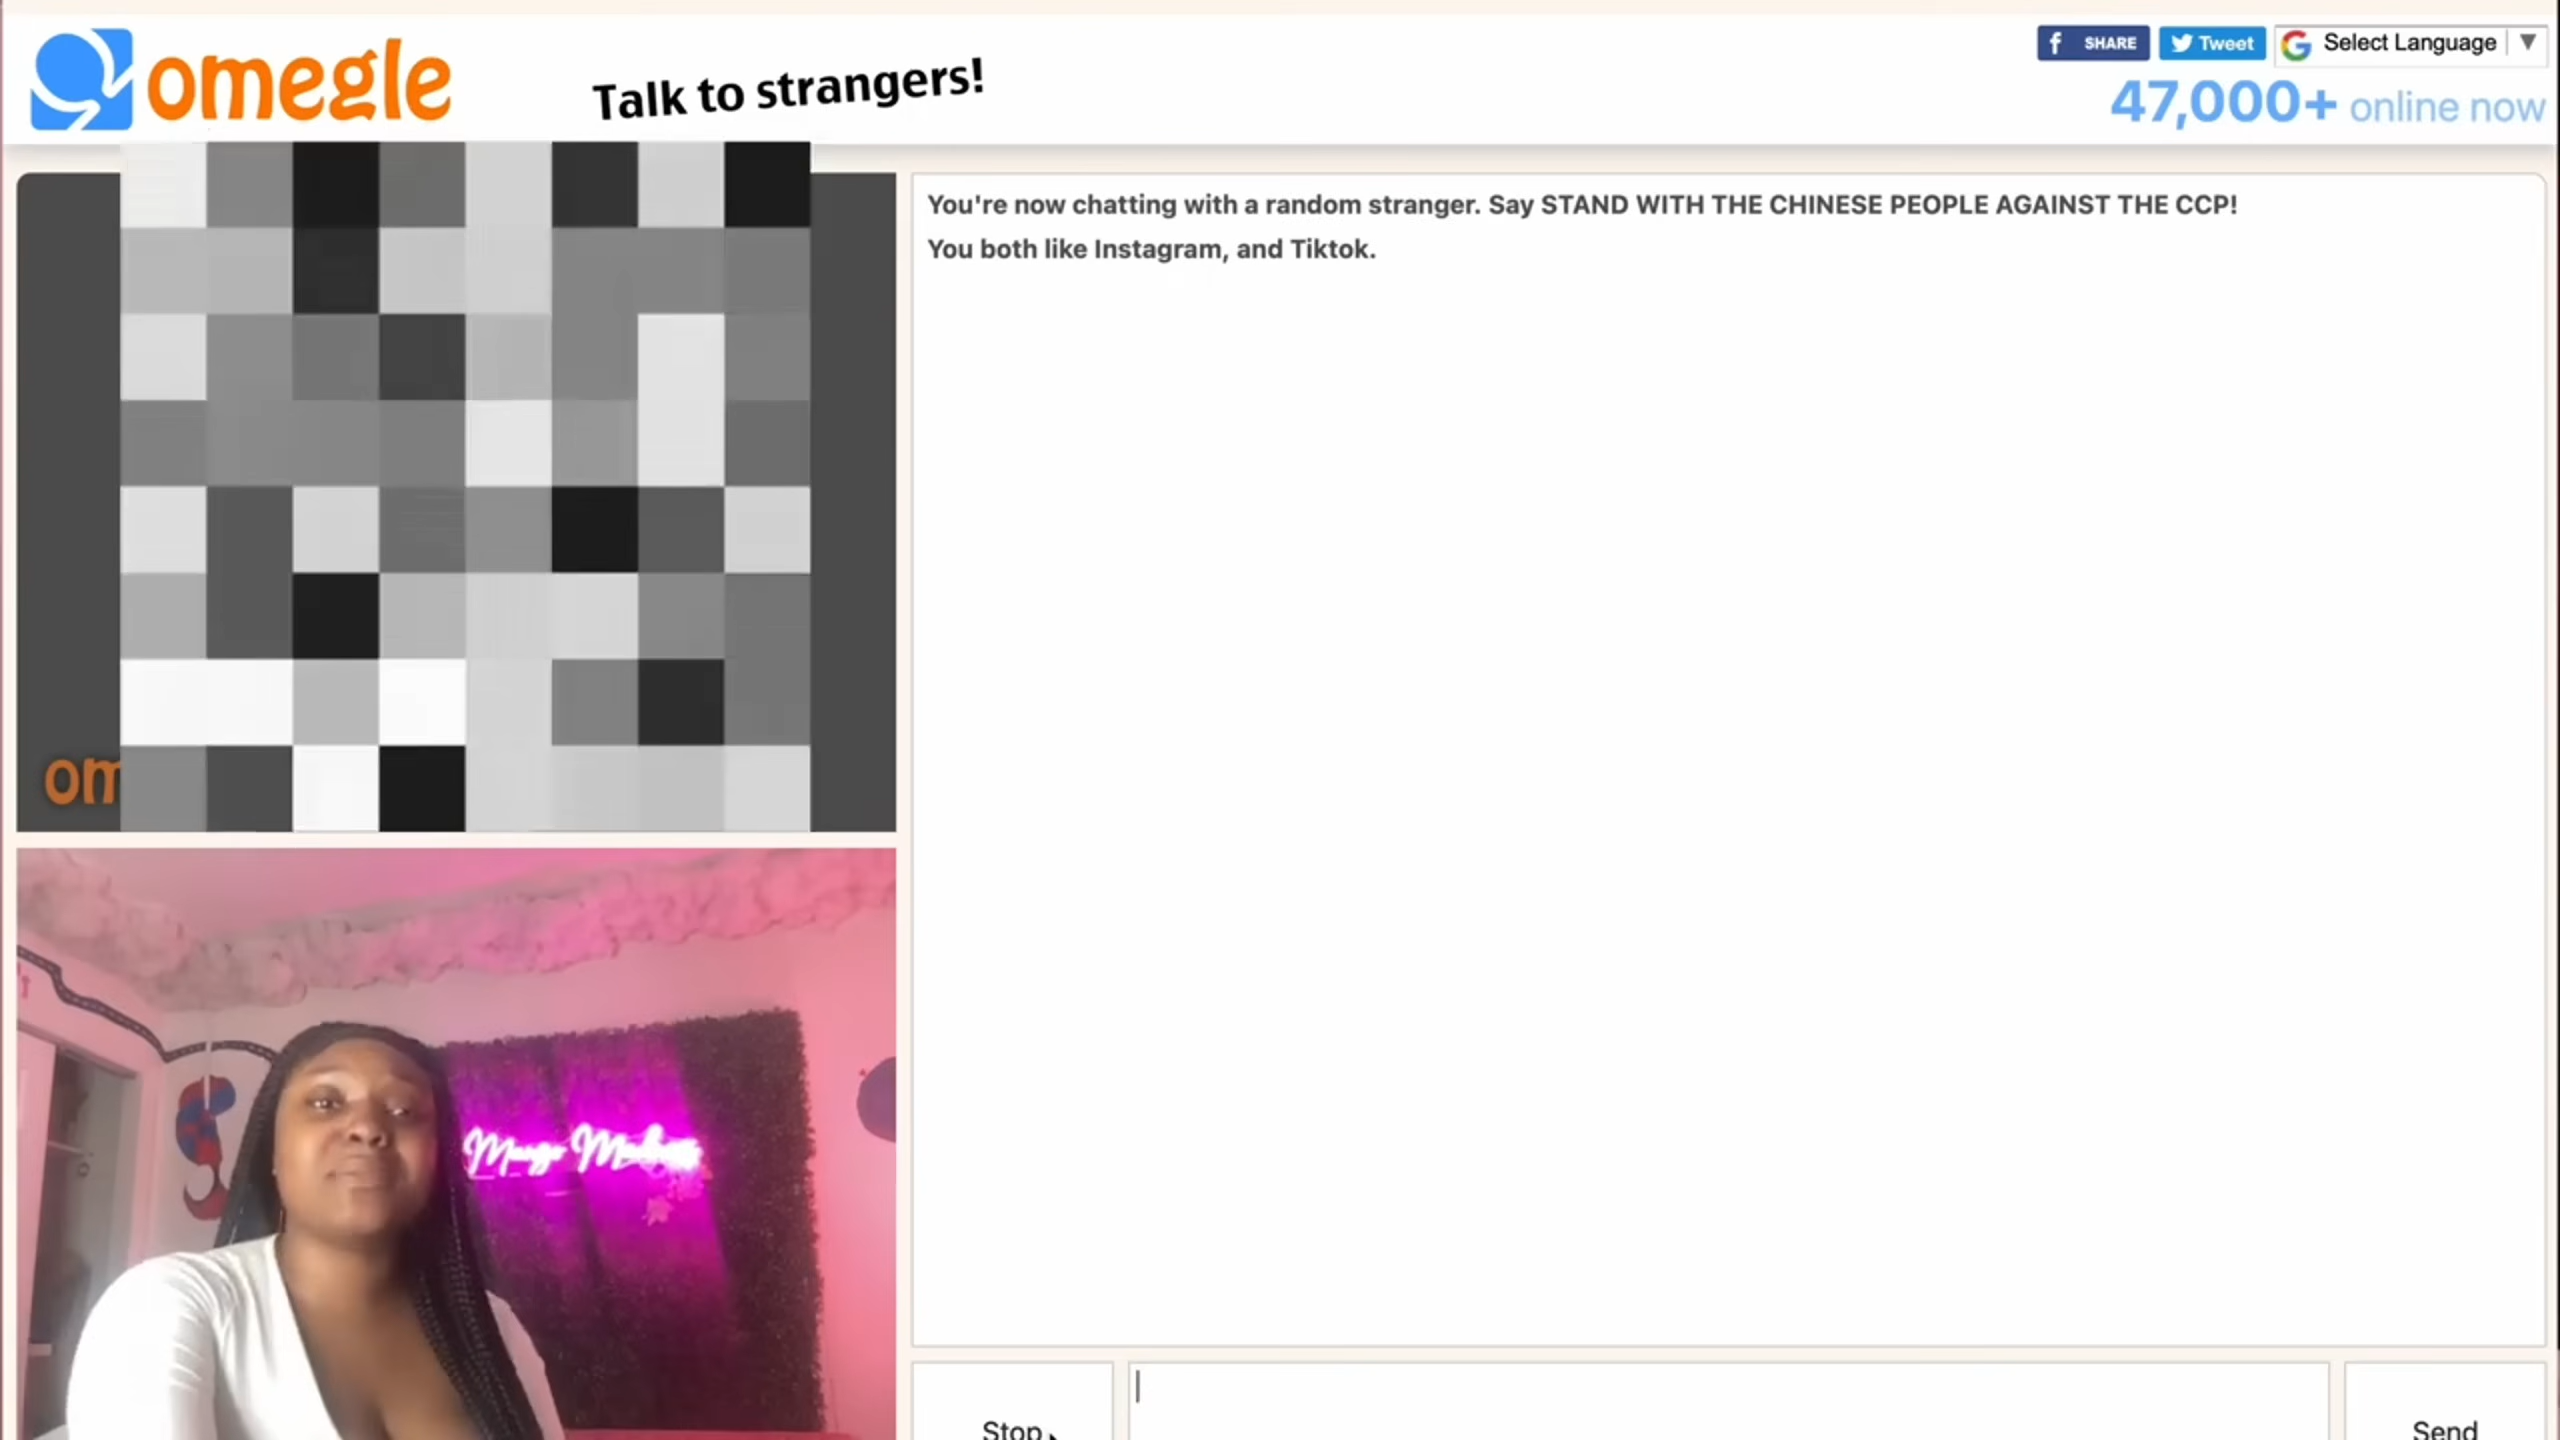 omegle
Talk to strangers!
f SHARE
Tweet
G Select Language ▼
47,000+ online now
You're now chatting with a random stranger. Say STAND WITH THE CHINESE PEOPLE AGAINST THE CCP!
You both like Instagram, and Tiktok.
om
Stop
Send